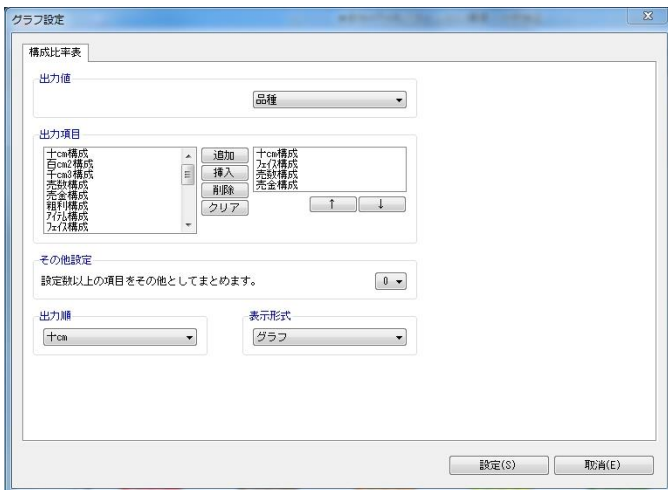 グラフ設定
構成比率表
出力値
品種
出力項目
十cm構成
百cm2構成
千cm3構成
売数構成
売金構成
粗利構成
ｱｲﾃﾑ構成
ﾌｪｲｽ構成
追加
挿入
削除
クリア
十cm構成
ﾌｪｲｽ構成
売数構成
売金構成
↑
↓
その他設定
設定数以上の項目をその他としてまとめます。
0
出力順
十cm
表示形式
グラフ
設定(S)
取消(E)